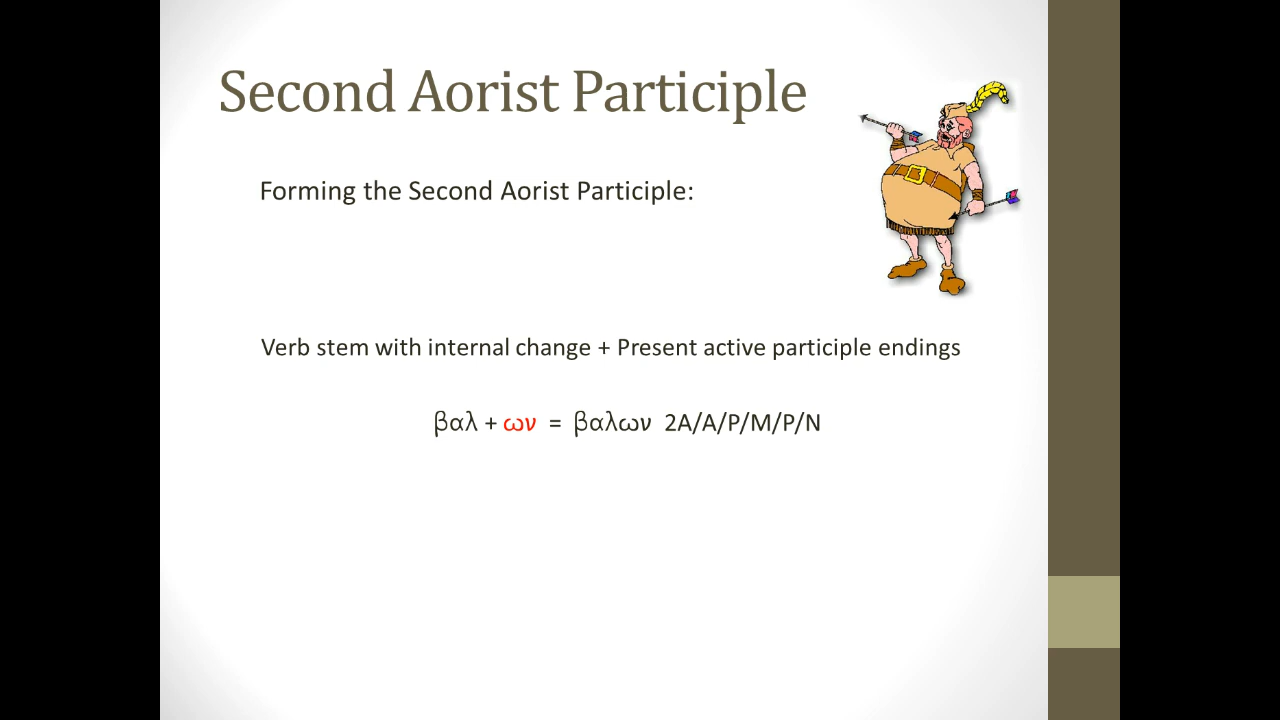 Second Aorist Participle
Forming the Second Aorist Participle:
Verb stem with internal change + Present active participle endings
βαλ + ων = βαλων 2A/A/P/M/P/N